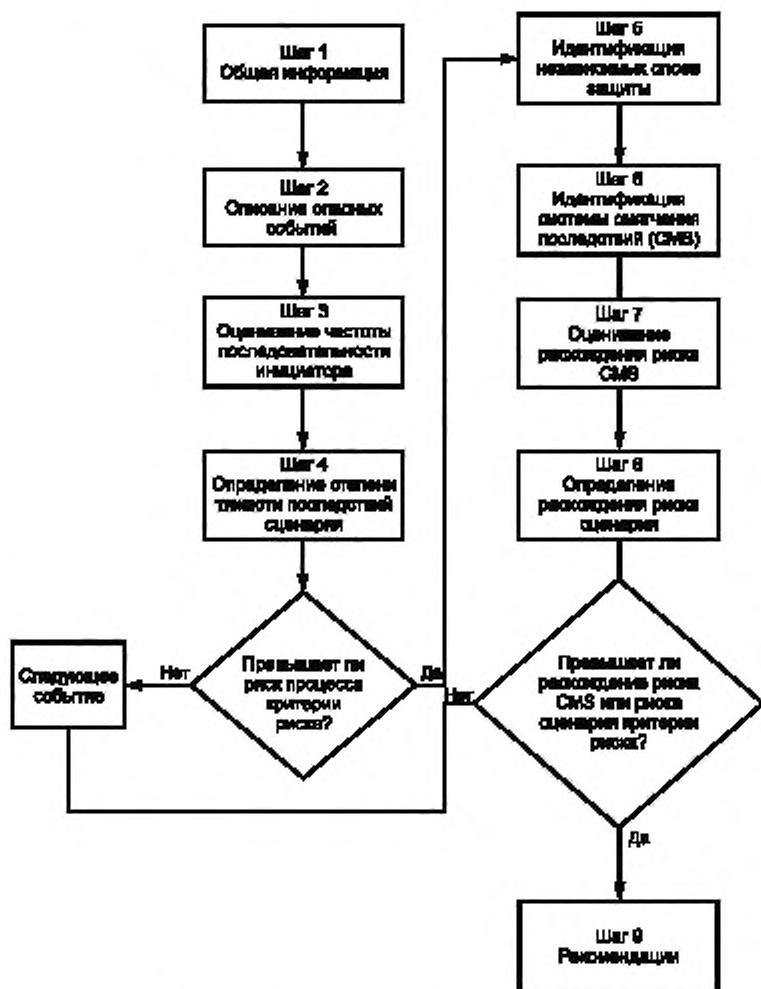 Шаг 1
Общая информация
Шаг 2
Описание опасных
событий
Шаг 3
Оценивание частоты
последовательности
инициатора
Шаг 4
Определение степени
тяжести последствий
сценария
Превышает ли
риск процесса
критерии
риска?
Нет
Да
Следующее
событие
Шаг 5
Идентификация
независимых слоев
защиты
Шаг 6
Идентификация
системы смягчения
последствий (CMS)
Шаг 7
Оценивание
расхождения риска
CMS
Шаг 8
Определение
расхождения риска
сценария
Превышает ли
расхождение риска
CMS или риска
сценария критерии
риска?
Нет
Да
Шаг 9
Рекомендации